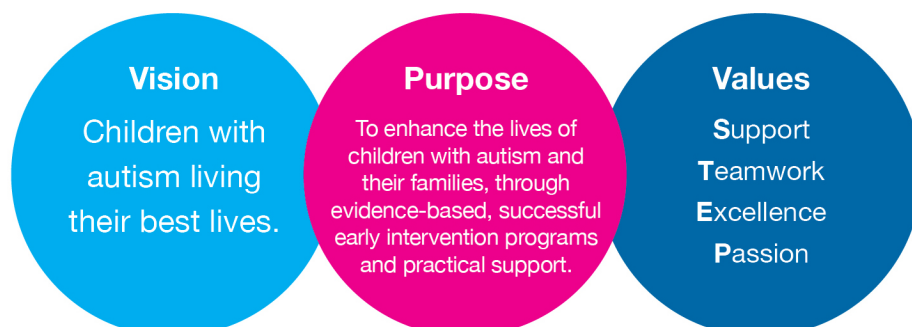 Vision
Children with
autism living
their best lives.
Purpose
To enhance the lives of
children with autism and
their families, through
evidence-based, successful
early intervention programs
and practical support.
Values
Support
Teamwork
Excellence
Passion